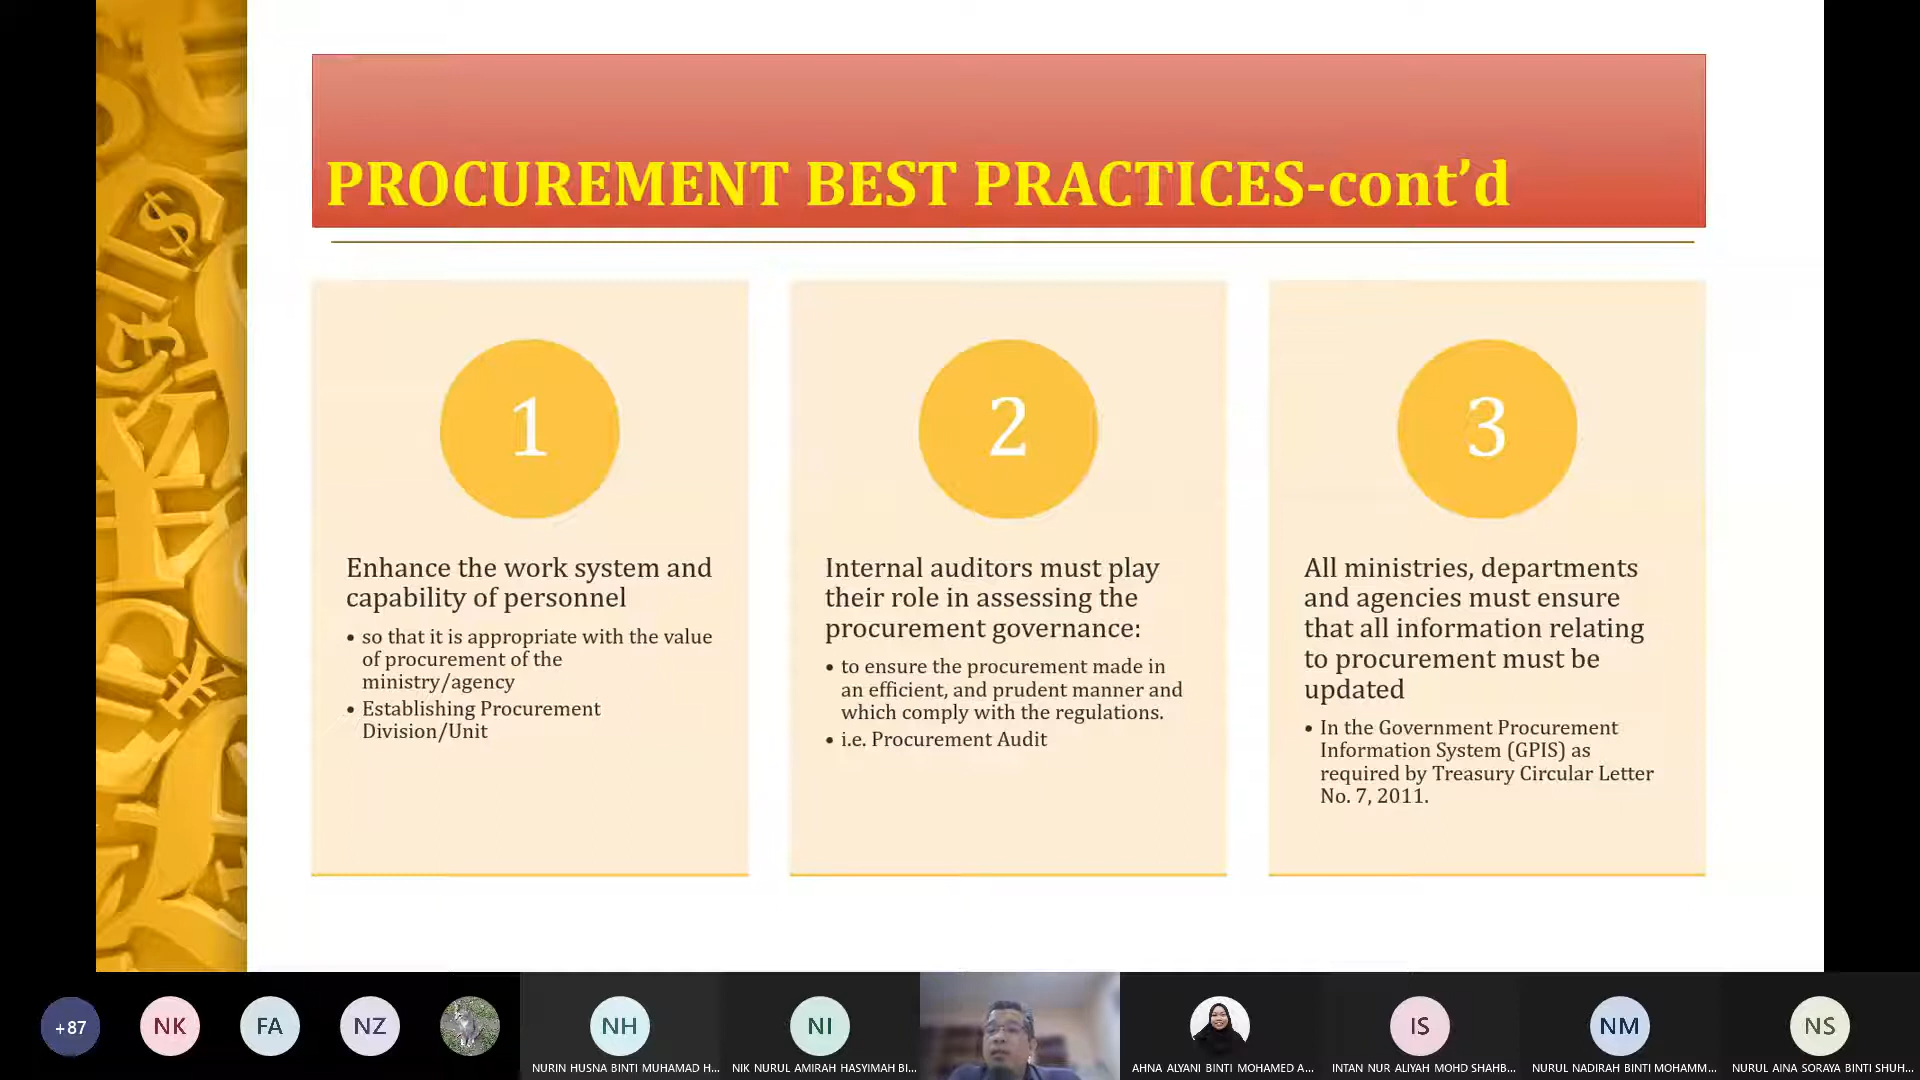 PROCUREMENT BEST PRACTICES-cont’d
1
Enhance the work system and
capability of personnel
• so that it is appropriate with the value
of procurement of the
ministry/agency
• Establishing Procurement
Division/Unit
2
Internal auditors must play
their role in assessing the
procurement governance:
• to ensure the procurement made in
an efficient, and prudent manner and
which comply with the regulations.
• i.e. Procurement Audit
3
All ministries, departments
and agencies must ensure
that all information relating
to procurement must be
updated
• In the Government Procurement
Information System (GPIS) as
required by Treasury Circular Letter
No. 7, 2011.
+87
NK
FA
NZ
NH
NURIN HUSNA BINTI MUHAMAD H...
NI
NIK NURUL AMIRAH HASYIMAH BI...
AHNA ALYANI BINTI MOHAMED A...
IS
INTAN NUR ALIYAH MOHD SHAHB...
NM
NURUL NADIRAH BINTI MOHAMM...
NS
NURUL AINA SORAYA BINTI SHUH...